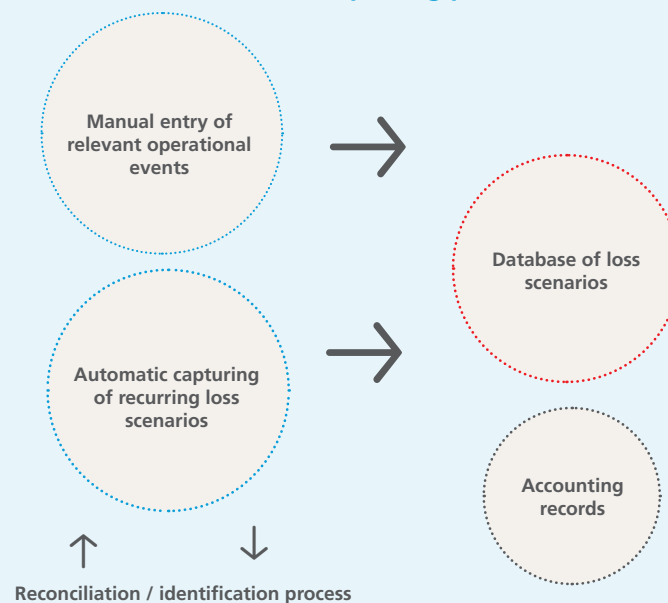 Manual entry of
relevant operational
events
Database of loss
scenarios
Automatic capturing
of recurring loss
scenarios
Accounting
records
Reconciliation / identification process